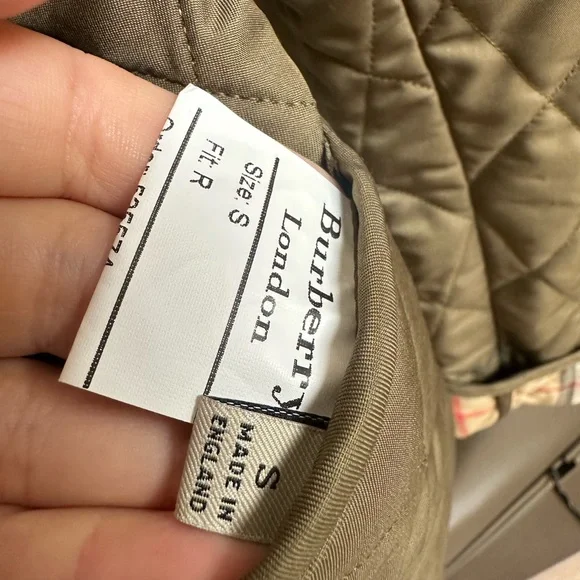 Burberry
London
Size: S
Fit: R
S
MADE IN
ENGLAND